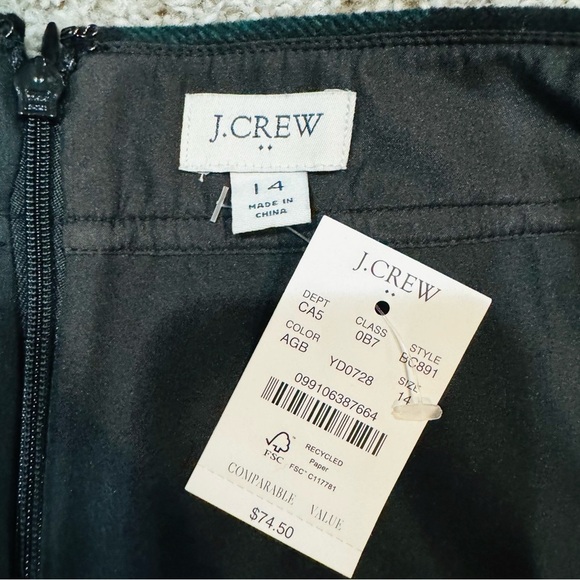 J.CREW
14
MADE IN
CHINA
J.CREW
DEPT CLASS STYLE
CA5 0B7 BC891
COLOR SIZE
AGB YD0728 14
099106387664
FSC
RECYCLED
Paper
FSC® C117781
COMPARABLE VALUE
$74.50